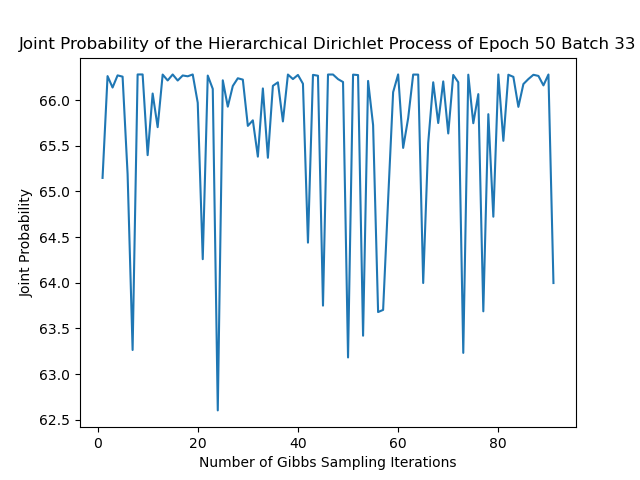 Joint Probability of the Hierarchical Dirichlet Process of Epoch 50 Batch 33
66.0
65.5
65.0
64.5
64.0
63.5
63.0
62.5
Joint Probability
0 20 40 60 80
Number of Gibbs Sampling Iterations